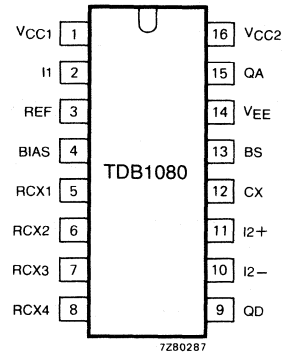 VCC1 1 16 VCC2
I1 2 15 QA
REF 3 14 VEE
BIAS 4 13 BS
TDB1080
RCX1 5 12 CX
RCX2 6 11 I2+
RCX3 7 10 I2−
RCX4 8 9 QD
7Z80287